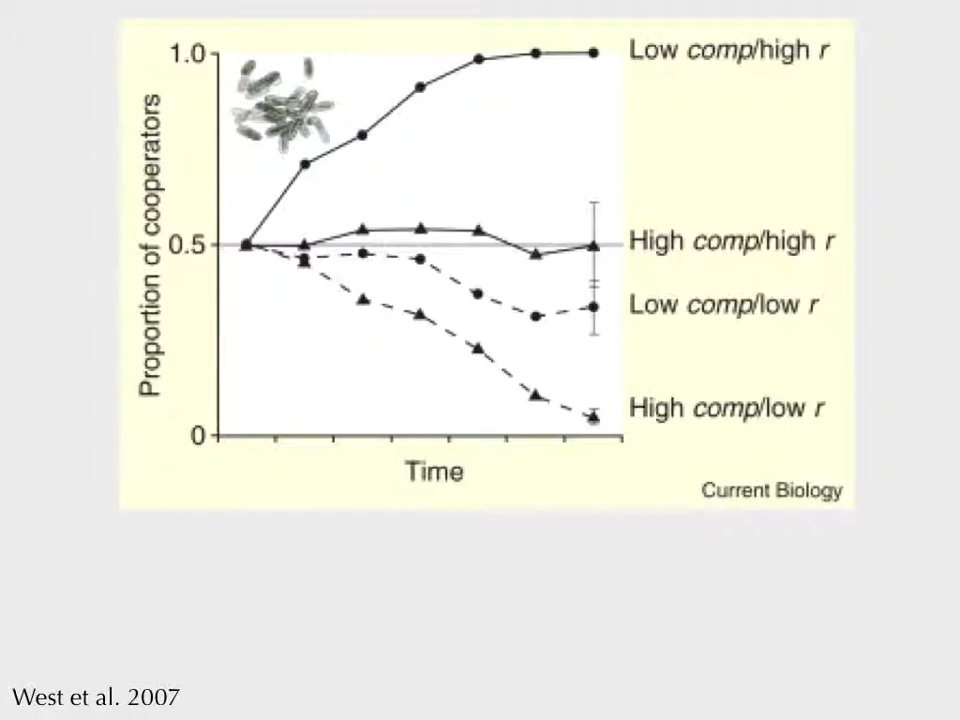 1.0
Low comp/high r
Proportion of cooperators
0.5
High comp/high r
Low comp/low r
High comp/low r
0
Time
Current Biology
West et al. 2007